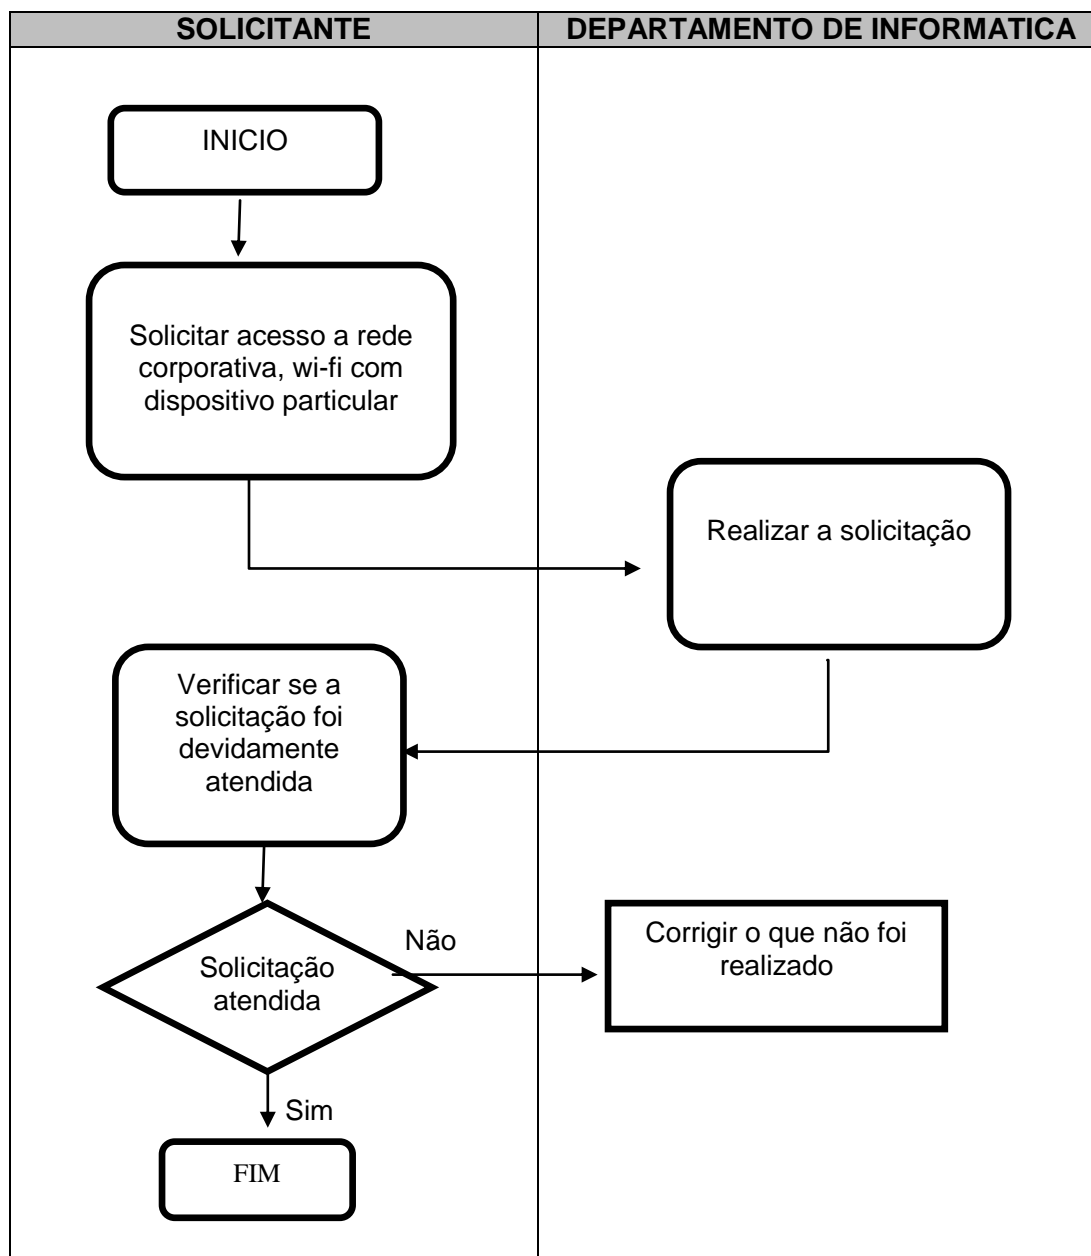 SOLICITANTE
DEPARTAMENTO DE INFORMATICA
INICIO
Solicitar acesso a rede
corporativa, wi-fi com
dispositivo particular
Realizar a solicitação
Verificar se a
solicitação foi
devidamente
atendida
Não
Corrigir o que não foi
realizado
Solicitação
atendida
Sim
FIM